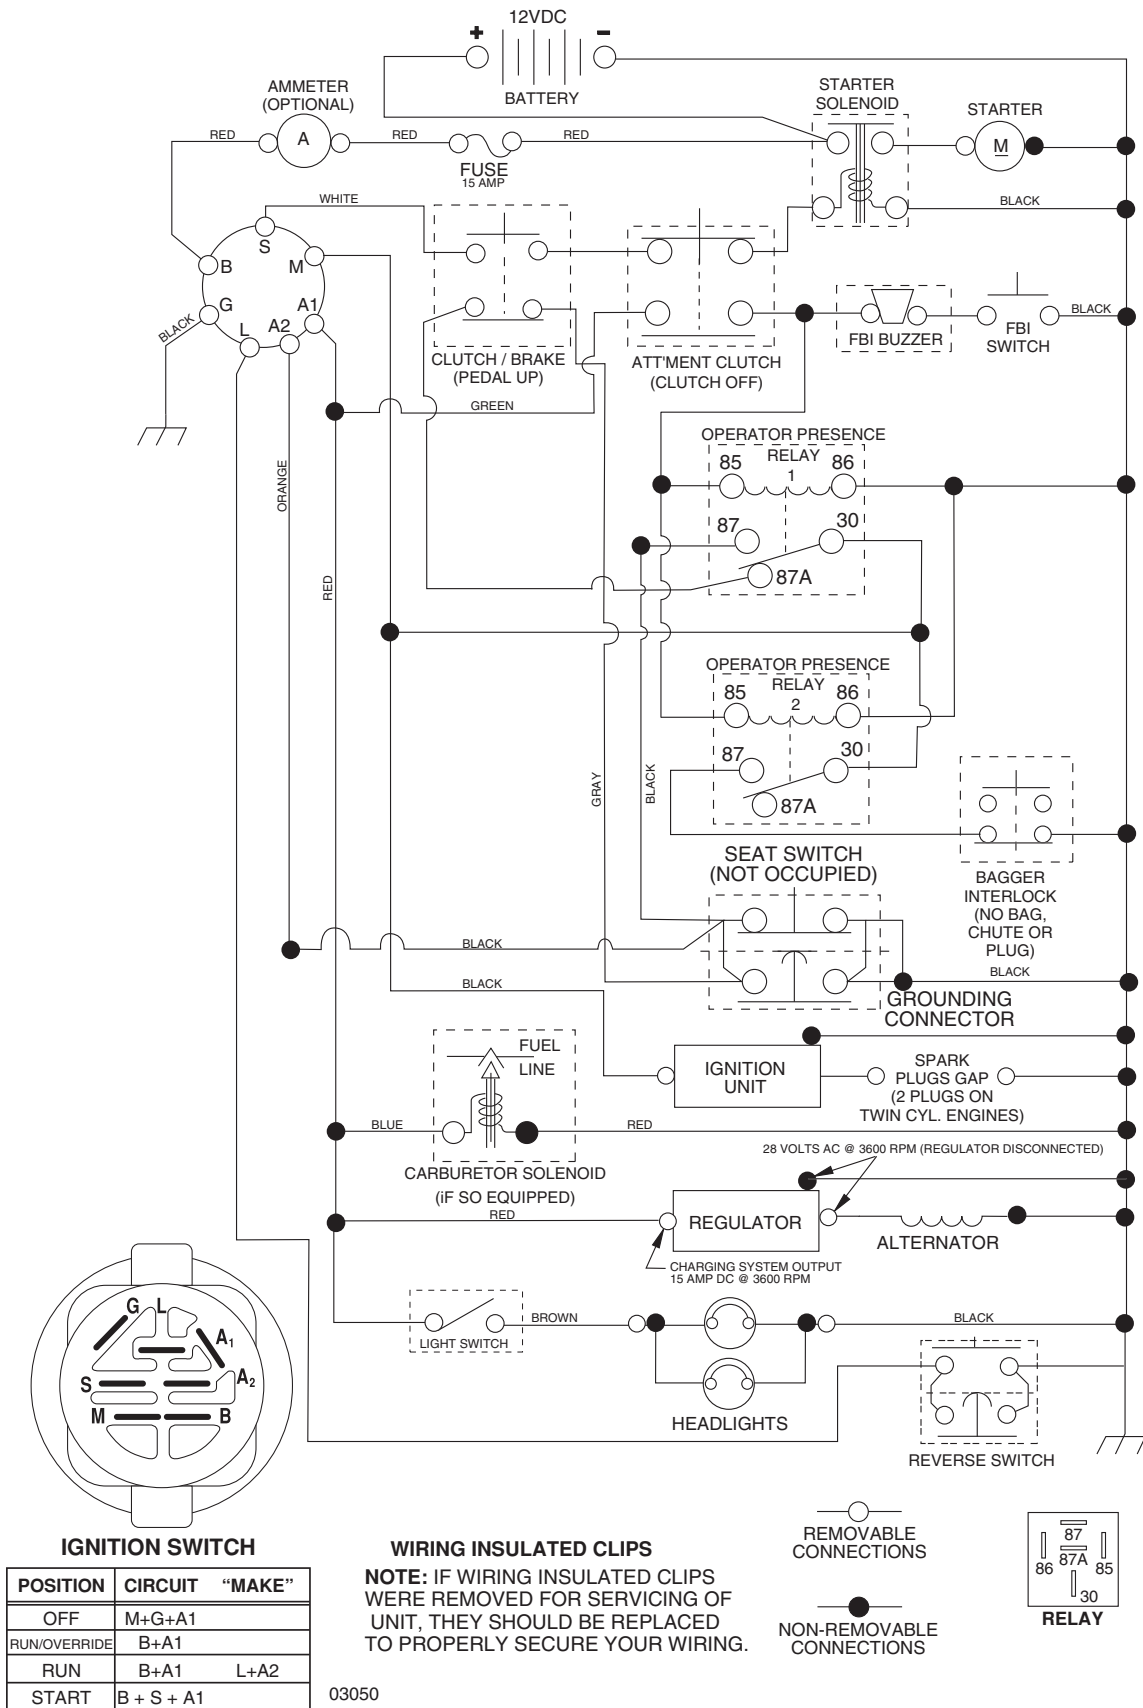 12VDC
+
-
BATTERY
AMMETER
(OPTIONAL)
A
RED
RED
FUSE
15 AMP
RED
STARTER
SOLENOID
STARTER
M
BLACK
WHITE
S
B
M
G
A1
L
A2
BLACK
CLUTCH / BRAKE
(PEDAL UP)
ATT'MENT CLUTCH
(CLUTCH OFF)
FBI BUZZER
FBI
SWITCH
BLACK
GREEN
ORANGE
RED
OPERATOR PRESENCE
RELAY
1
85
86
87
30
87A
OPERATOR PRESENCE
RELAY
2
85
86
87
30
87A
GRAY
BLACK
SEAT SWITCH
(NOT OCCUPIED)
BAGGER
INTERLOCK
(NO BAG,
CHUTE OR
PLUG)
BLACK
BLACK
BLACK
GROUNDING
CONNECTOR
FUEL
LINE
IGNITION
UNIT
SPARK
PLUGS GAP
(2 PLUGS ON
TWIN CYL. ENGINES)
BLUE
RED
CARBURETOR SOLENOID
(iF SO EQUIPPED)
28 VOLTS AC @ 3600 RPM (REGULATOR DISCONNECTED)
RED
REGULATOR
ALTERNATOR
CHARGING SYSTEM OUTPUT
15 AMP DC @ 3600 RPM
BROWN
BLACK
LIGHT SWITCH
HEADLIGHTS
REVERSE SWITCH
G
L
A1
A2
S
M
B
IGNITION SWITCH
POSITION CIRCUIT "MAKE"
OFF M+G+A1
RUN/OVERRIDE B+A1
RUN B+A1 L+A2
START B + S + A1
WIRING INSULATED CLIPS
NOTE: IF WIRING INSULATED CLIPS
WERE REMOVED FOR SERVICING OF
UNIT, THEY SHOULD BE REPLACED
TO PROPERLY SECURE YOUR WIRING.
03050
REMOVABLE
CONNECTIONS
NON-REMOVABLE
CONNECTIONS
87
86
87A
85
30
RELAY